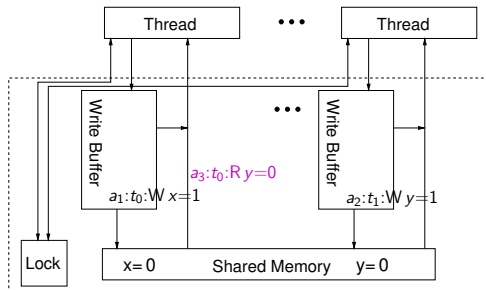 Thread
Thread
Write Buffer
Write Buffer
a₃:t₀:R y=0
a₁:t₀:W x=1
a₂:t₁:W y=1
Lock
x= 0 Shared Memory y= 0